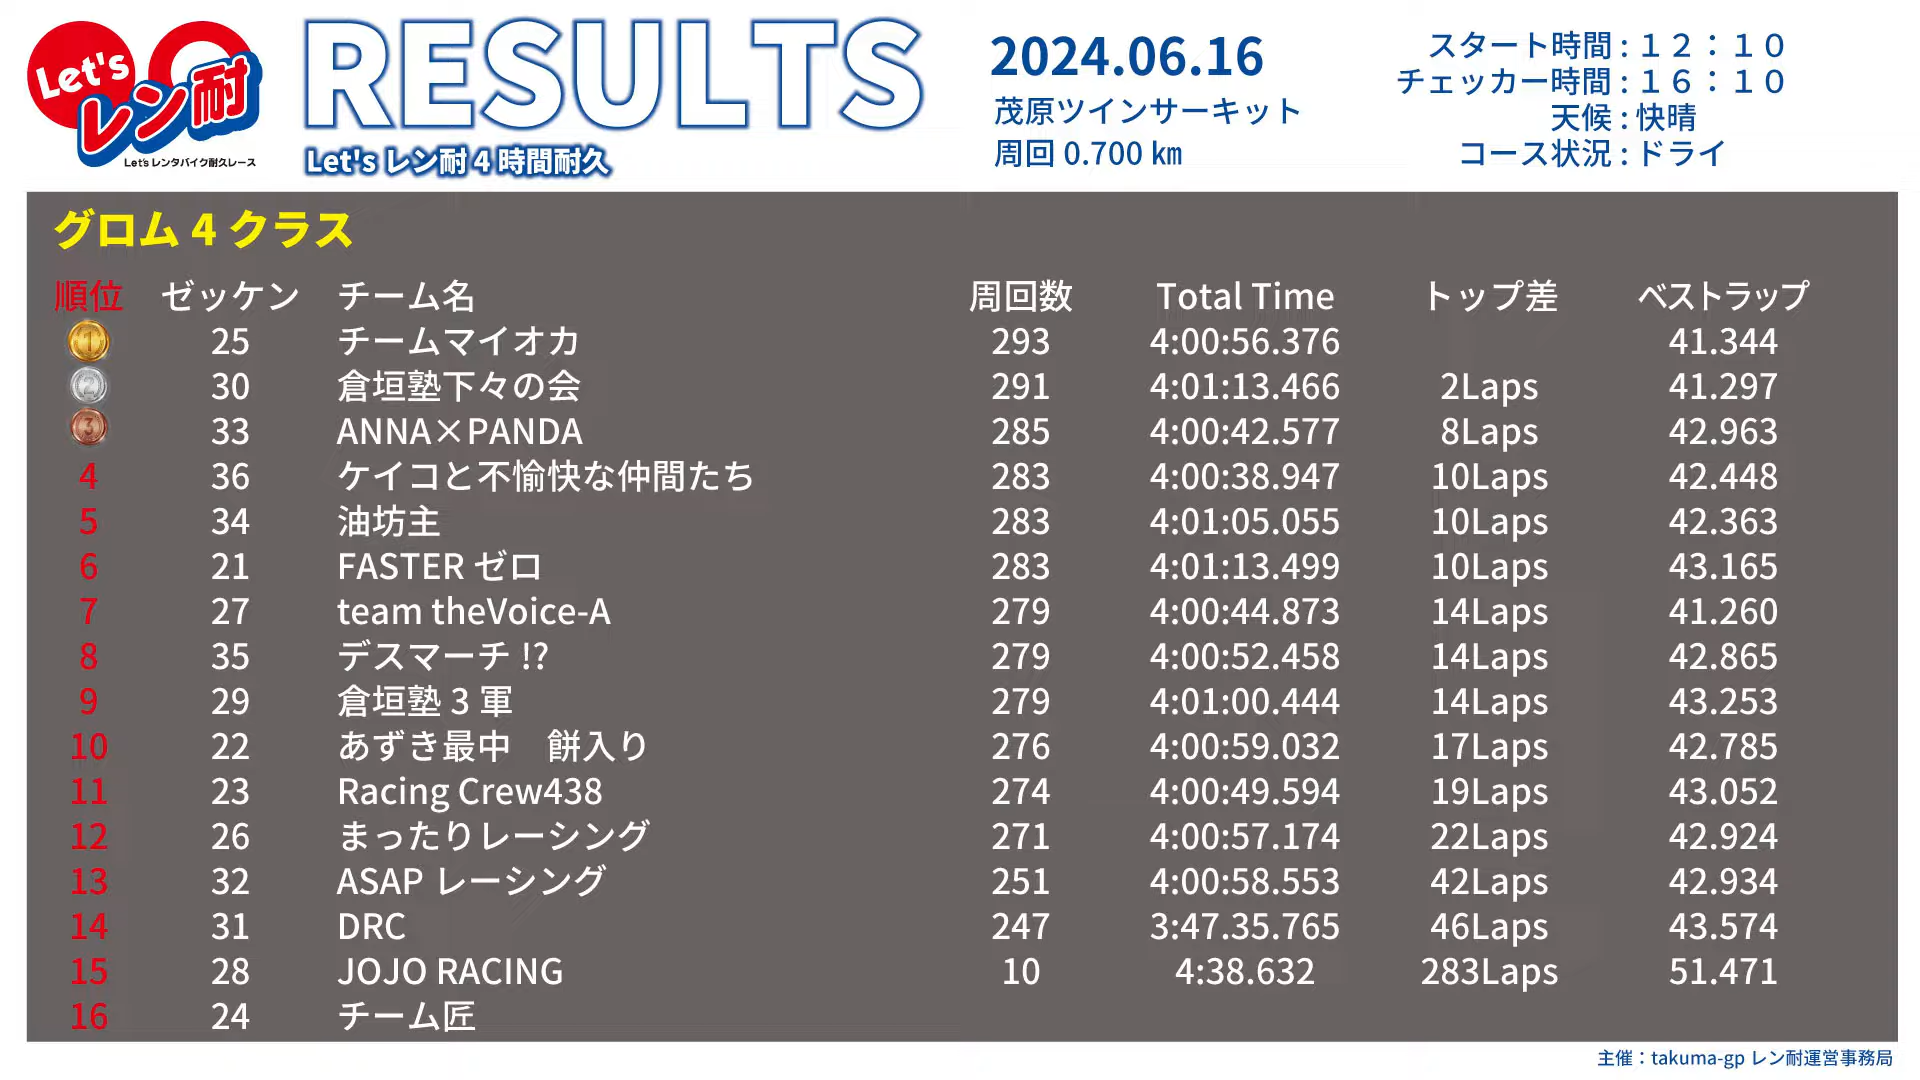 Let's
レン耐
Let's レンタバイク耐久レース
RESULTS
Let's レン耐 4 時間耐久
2024.06.16
茂原ツインサーキット
周回 0.700 ㎞
スタート時間 : １２：１０
チェッカー時間 : １６：１０
天候 : 快晴
コース状況 : ドライ
グロム 4 クラス
順位 ゼッケン チーム名 周回数 Total Time トップ差 ベストラップ
1 25 チームマイオカ 293 4:00:56.376 41.344
2 30 倉垣塾下々の会 291 4:01:13.466 2Laps 41.297
3 33 ANNA×PANDA 285 4:00:42.577 8Laps 42.963
4 36 ケイコと不愉快な仲間たち 283 4:00:38.947 10Laps 42.448
5 34 油坊主 283 4:01:05.055 10Laps 42.363
6 21 FASTER ゼロ 283 4:01:13.499 10Laps 43.165
7 27 team theVoice-A 279 4:00:44.873 14Laps 41.260
8 35 デスマーチ !? 279 4:00:52.458 14Laps 42.865
9 29 倉垣塾 3 軍 279 4:01:00.444 14Laps 43.253
10 22 あずき最中　餅入り 276 4:00:59.032 17Laps 42.785
11 23 Racing Crew438 274 4:00:49.594 19Laps 43.052
12 26 まったりレーシング 271 4:00:57.174 22Laps 42.924
13 32 ASAP レーシング 251 4:00:58.553 42Laps 42.934
14 31 DRC 247 3:47.35.765 46Laps 43.574
15 28 JOJO RACING 10 4:38.632 283Laps 51.471
16 24 チーム匠
主催：takuma-gp レン耐運営事務局